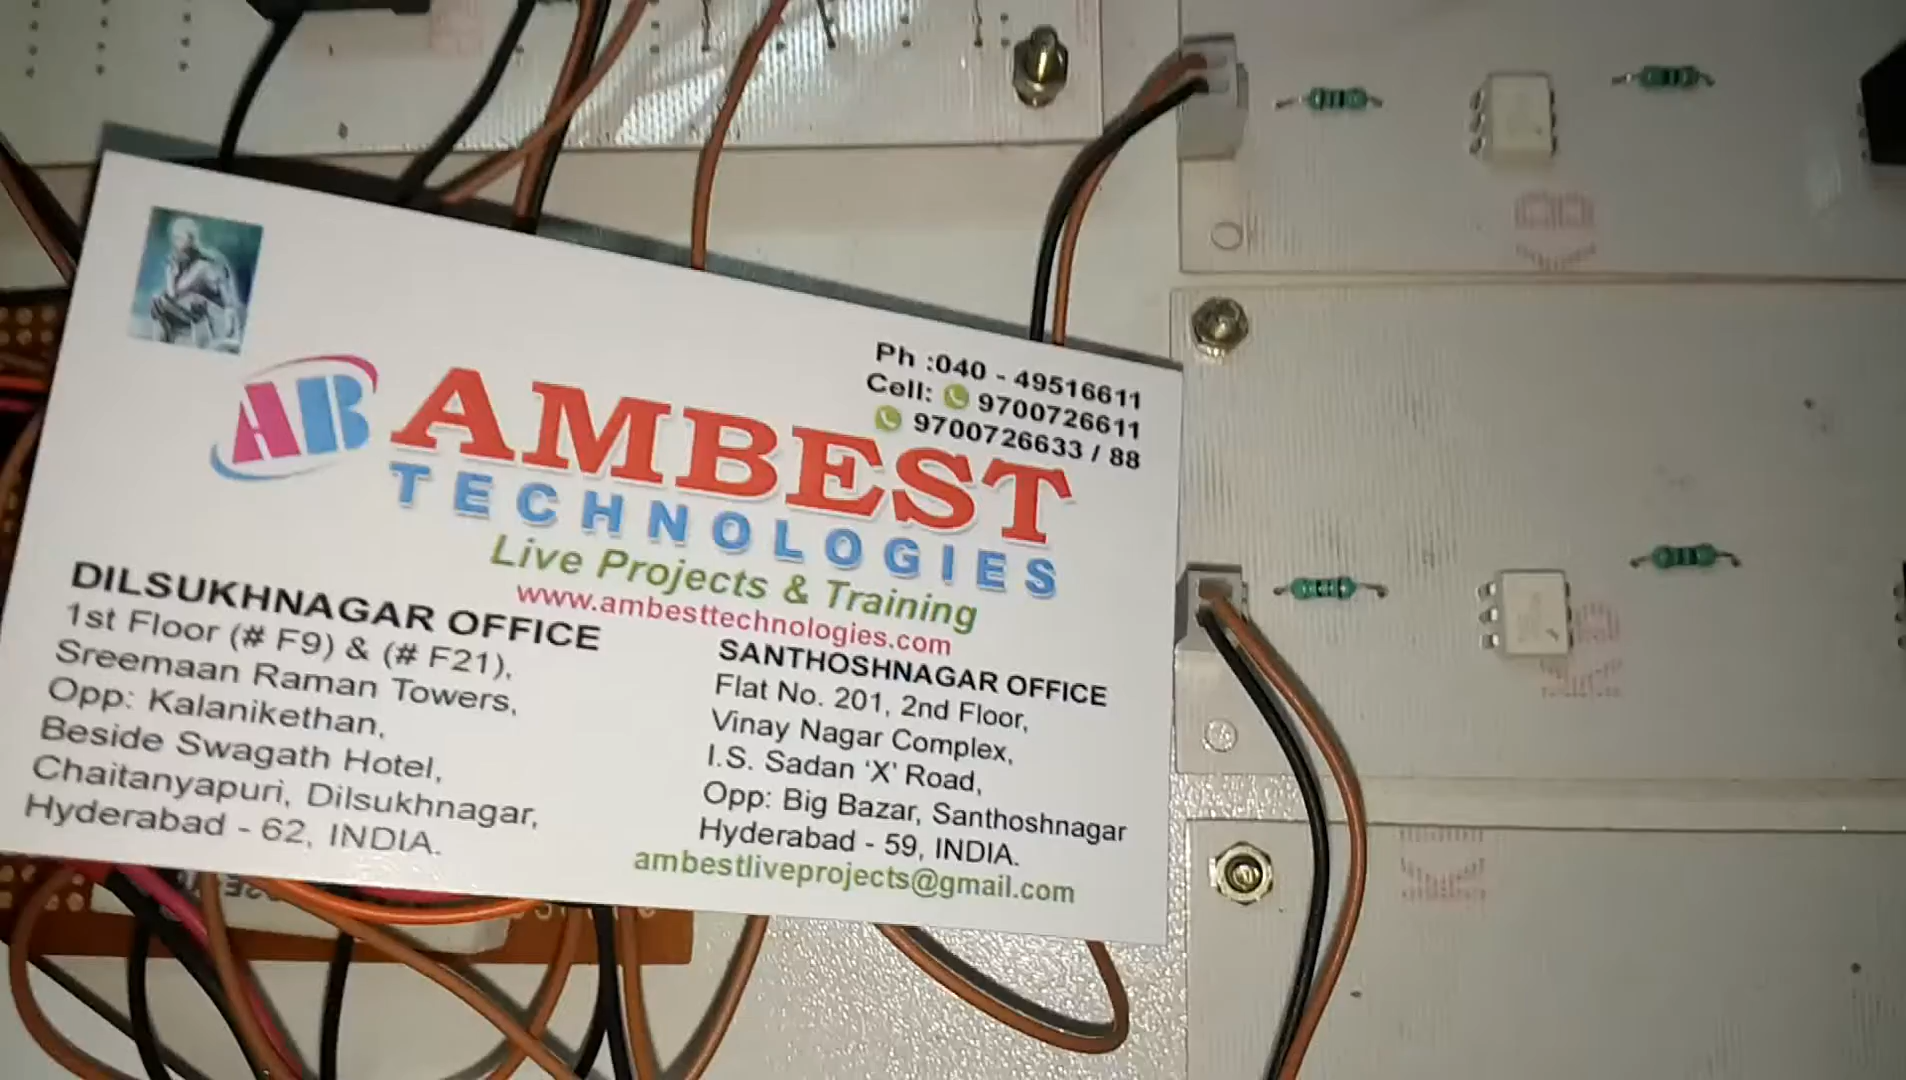 Ph :040 - 49516611
Cell: 9700726611
9700726633 / 88
AB AMBEST
TECHNOLOGIES
Live Projects & Training
www.ambesttechnologies.com
DILSUKHNAGAR OFFICE
1st Floor (# F9) & (# F21),
Sreemaan Raman Towers,
Opp: Kalanikethan,
Beside Swagath Hotel,
Chaitanyapuri, Dilsukhnagar,
Hyderabad - 62, INDIA.
SANTHOSHNAGAR OFFICE
Flat No. 201, 2nd Floor,
Vinay Nagar Complex,
I.S. Sadan ‘X’ Road,
Opp: Big Bazar, Santhoshnagar
Hyderabad - 59, INDIA.
ambestliveprojects@gmail.com